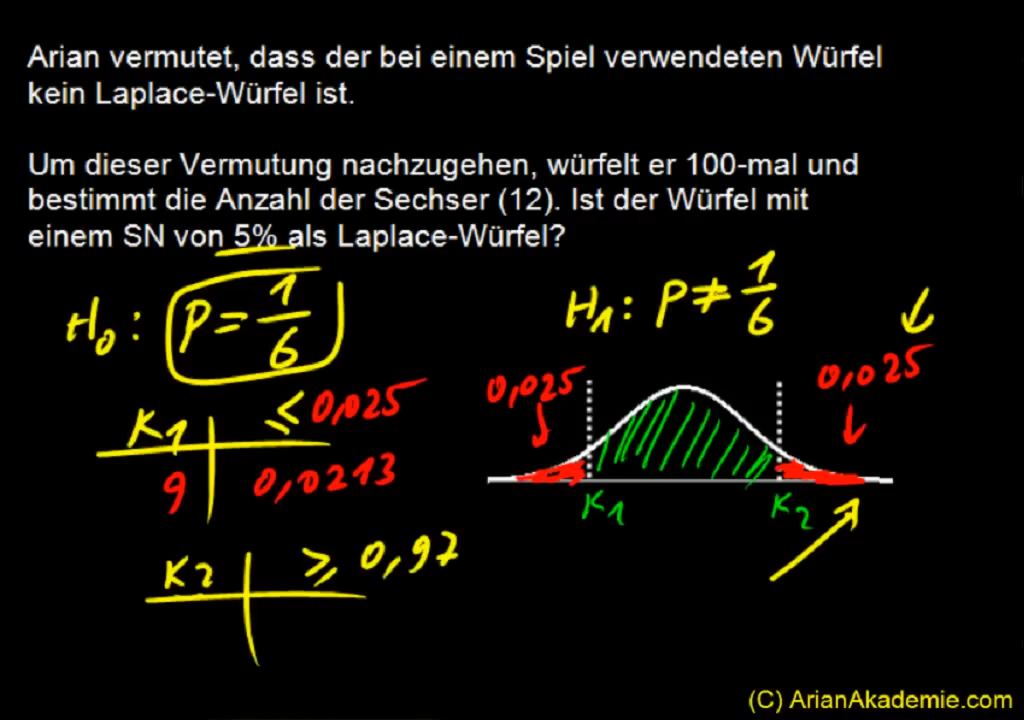 Arian vermutet, dass der bei einem Spiel verwendeten Würfel
kein Laplace-Würfel ist.
Um dieser Vermutung nachzugehen, würfelt er 100-mal und
bestimmt die Anzahl der Sechser (12). Ist der Würfel mit
einem SN von 5% als Laplace-Würfel?
H₀: P = 1/6
H₁: P ≠ 1/6
K1 | ≤ 0,025
9 | 0,0213
K2 | ≥ 0,97
0,025
0,025
K1
K2
(C) ArianAkademie.com